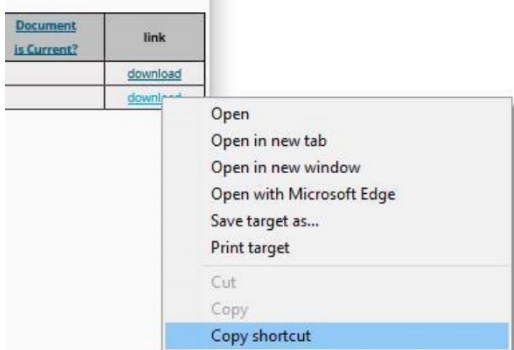 Document
is Current?
link
download
download
Open
Open in new tab
Open in new window
Open with Microsoft Edge
Save target as...
Print target
Cut
Copy
Copy shortcut